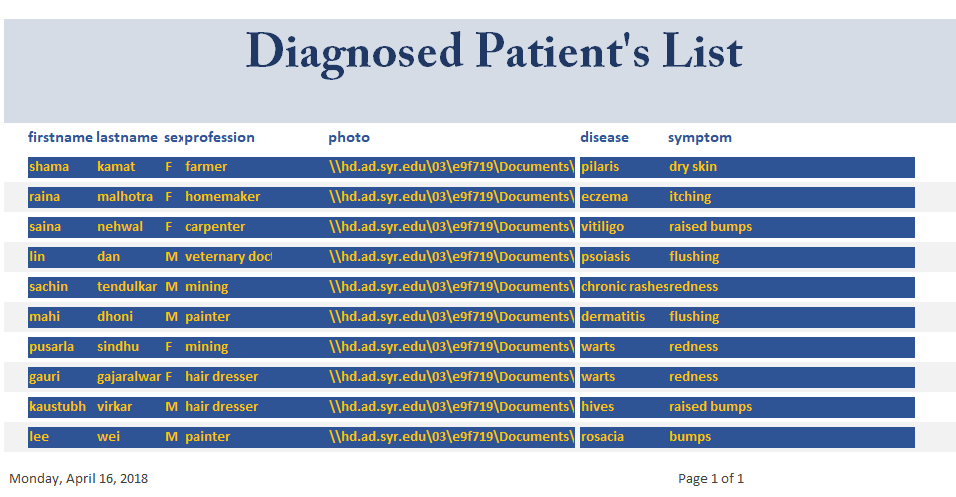 Diagnosed Patient's List
firstname lastname sex profession photo disease symptom
shama kamat F farmer \\hd.ad.syr.edu\03\e9f719\Documents\ pilaris dry skin
raina malhotra F homemaker \\hd.ad.syr.edu\03\e9f719\Documents\ eczema itching
saina nehwal F carpenter \\hd.ad.syr.edu\03\e9f719\Documents\ vitiligo raised bumps
lin dan M veternary doct \\hd.ad.syr.edu\03\e9f719\Documents\ psoiasis flushing
sachin tendulkar M mining \\hd.ad.syr.edu\03\e9f719\Documents\ chronic rashes redness
mahi dhoni M painter \\hd.ad.syr.edu\03\e9f719\Documents\ dermatitis flushing
pusarla sindhu F mining \\hd.ad.syr.edu\03\e9f719\Documents\ warts redness
gauri gajaralwar F hair dresser \\hd.ad.syr.edu\03\e9f719\Documents\ warts redness
kaustubh virkar M hair dresser \\hd.ad.syr.edu\03\e9f719\Documents\ hives raised bumps
lee wei M painter \\hd.ad.syr.edu\03\e9f719\Documents\ rosacia bumps
Monday, April 16, 2018 Page 1 of 1